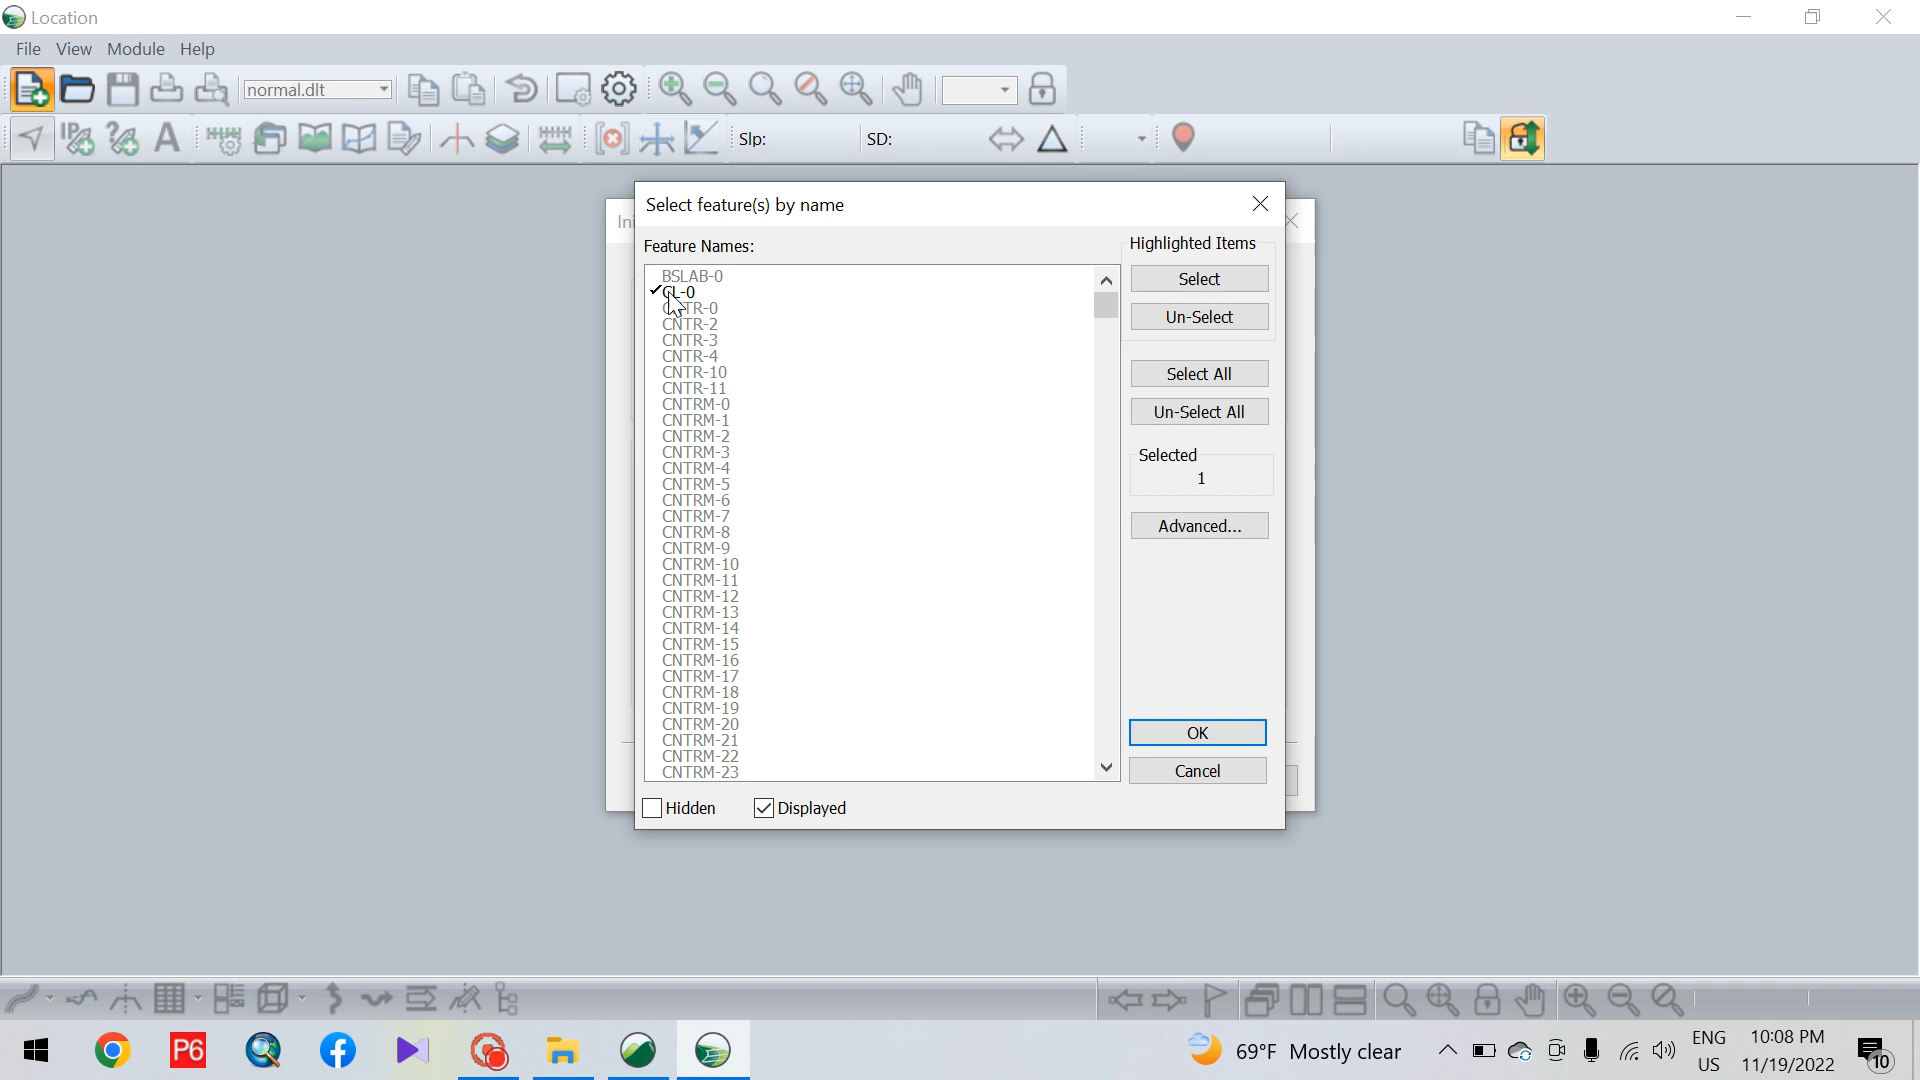 Location
File View Module Help
normal.dlt
Slp: SD:
Select feature(s) by name
Feature Names:
Highlighted Items
BSLAB-0
CL-0
CNTR-0
CNTR-2
CNTR-3
CNTR-4
CNTR-10
CNTR-11
CNTRM-0
CNTRM-1
CNTRM-2
CNTRM-3
CNTRM-4
CNTRM-5
CNTRM-6
CNTRM-7
CNTRM-8
CNTRM-9
CNTRM-10
CNTRM-11
CNTRM-12
CNTRM-13
CNTRM-14
CNTRM-15
CNTRM-16
CNTRM-17
CNTRM-18
CNTRM-19
CNTRM-20
CNTRM-21
CNTRM-22
CNTRM-23
Select
Un-Select
Select All
Un-Select All
Selected
1
Advanced...
OK
Cancel
Hidden Displayed
P6
69°F Mostly clear
ENG
US
10:08 PM
11/19/2022
10